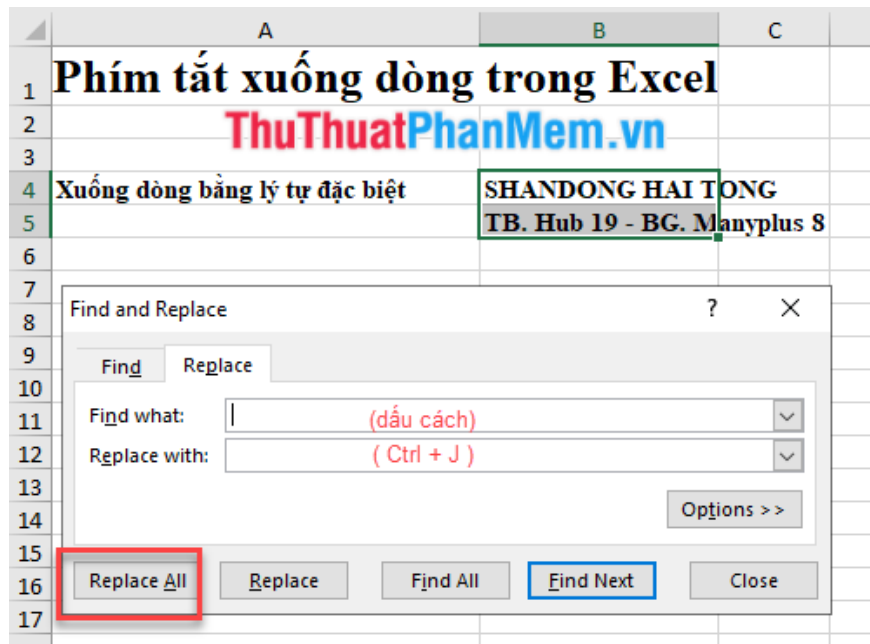 A B C
1 Phím tắt xuống dòng trong Excel
2 ThuThuatPhanMem.vn
3
4 Xuống dòng bằng lý tự đặc biệt SHANDONG HAI TONG
5 TB. Hub 19 - BG. Manyplus 8
6
7
8 Find and Replace ? ×
9 Find Replace
10
11 Find what: (dấu cách)
12 Replace with: ( Ctrl + J )
13
14 Options >>
15
16 Replace All Replace Find All Find Next Close
17